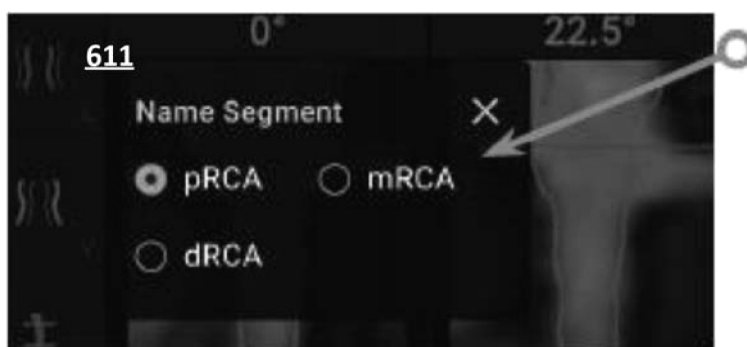 0° 22.5°
611
Name Segment ×
pRCA mRCA
dRCA